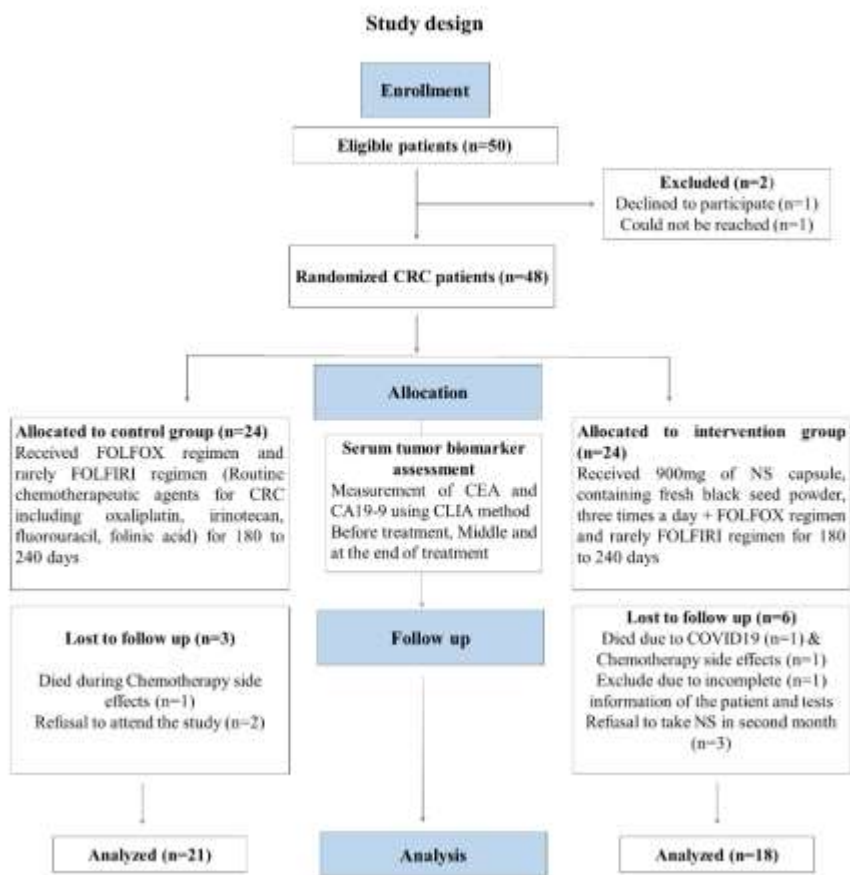 Study design
Enrollment
Eligible patients (n=50)
Excluded (n=2)
Declined to participate (n=1)
Could not be reached (n=1)
Randomized CRC patients (n=48)
Allocation
Allocated to control group (n=24)
Received FOLFOX regimen and
rarely FOLFIRI regimen (Routine
chemotherapeutic agents for CRC
including oxaliplatin, irinotecan,
fluorouracil, folinic acid) for 180 to
240 days
Serum tumor biomarker
assessment
Measurement of CEA and
CA19-9 using CLIA method
Before treatment, Middle and
at the end of treatment
Allocated to intervention group
(n=24)
Received 900mg of NS capsule,
containing fresh black seed powder,
three times a day + FOLFOX regimen
and rarely FOLFIRI regimen for 180
to 240 days
Lost to follow up (n=3)
Died during Chemotherapy side
effects (n=1)
Refusal to attend the study (n=2)
Follow up
Lost to follow up (n=6)
Died due to COVID19 (n=1) &
Chemotherapy side effects (n=1)
Exclude due to incomplete (n=1)
information of the patient and tests
Refusal to take NS in second month
(n=3)
Analyzed (n=21)
Analysis
Analyzed (n=18)